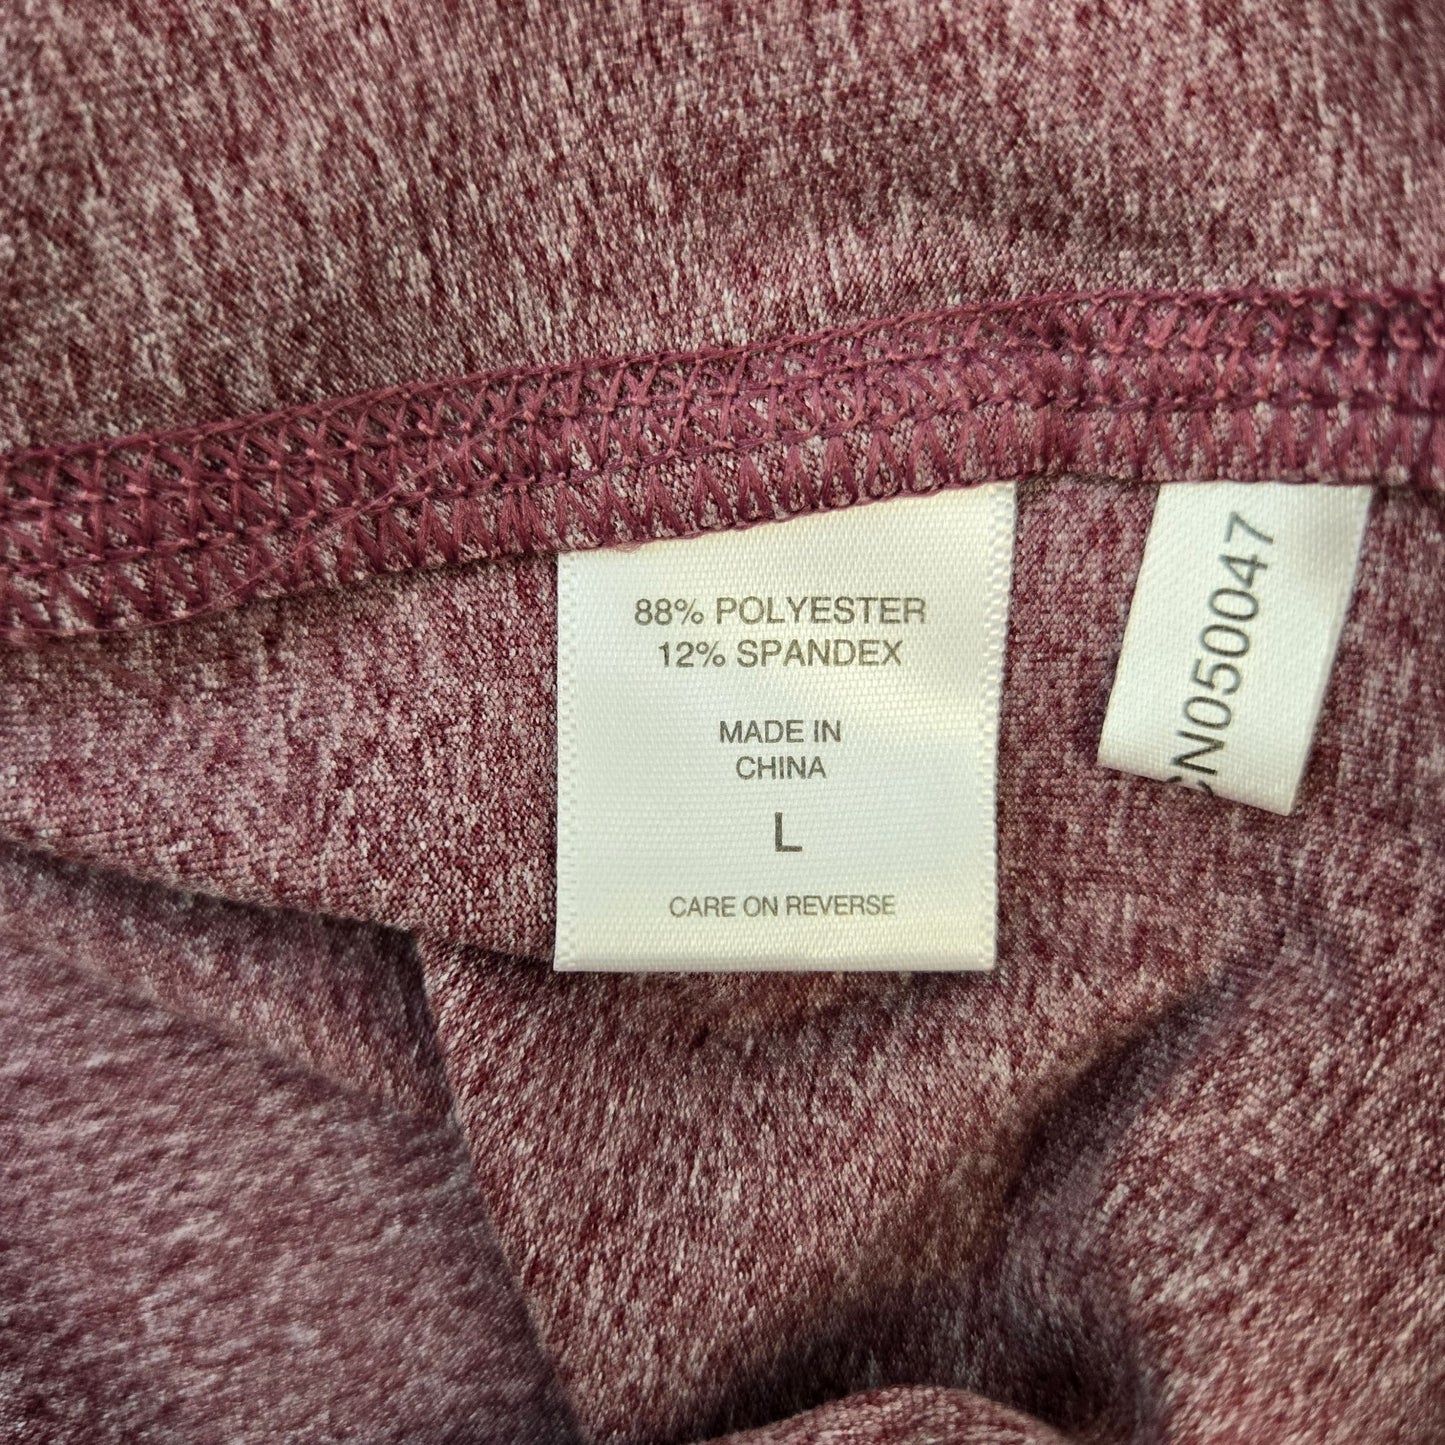 88% POLYESTER
12% SPANDEX
MADE IN
CHINA
L
CARE ON REVERSE
N050047